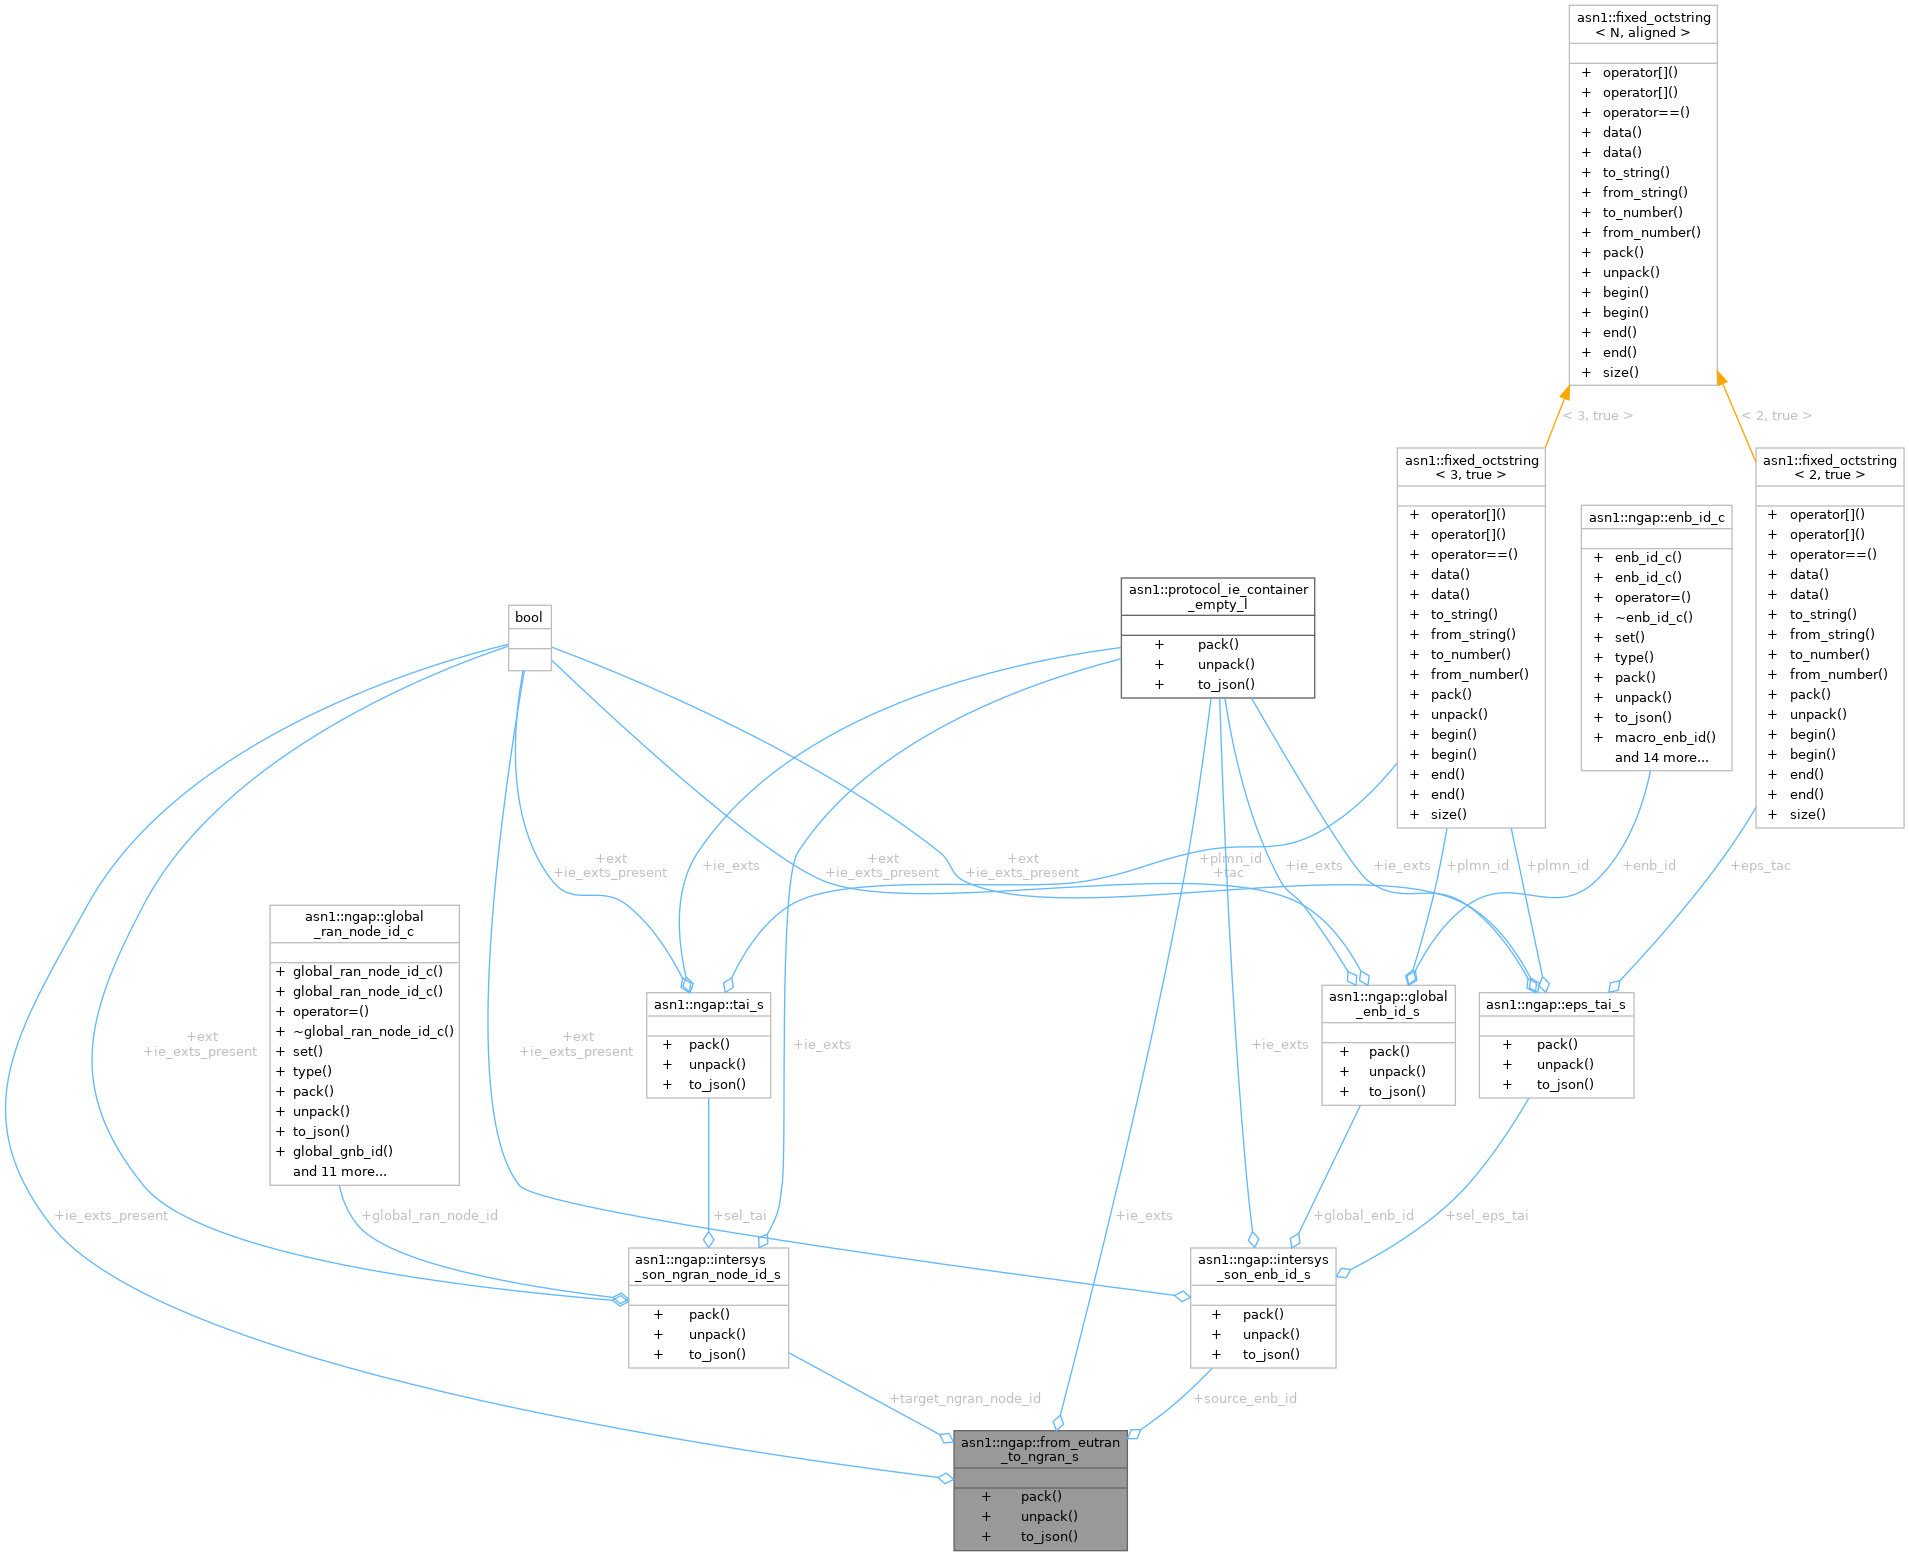 asn1::fixed_octstring
< N, aligned >
+ operator[]()
+ operator[]()
+ operator==()
+ data()
+ data()
+ to_string()
+ from_string()
+ to_number()
+ from_number()
+ pack()
+ unpack()
+ begin()
+ begin()
+ end()
+ end()
+ size()
< 3, true >
< 2, true >
asn1::fixed_octstring
< 3, true >
+ operator[]()
+ operator[]()
+ operator==()
+ data()
+ data()
+ to_string()
+ from_string()
+ to_number()
+ from_number()
+ pack()
+ unpack()
+ begin()
+ begin()
+ end()
+ end()
+ size()
asn1::ngap::enb_id_c
+ enb_id_c()
+ enb_id_c()
+ operator=()
+ ~enb_id_c()
+ set()
+ type()
+ pack()
+ unpack()
+ to_json()
+ macro_enb_id()
and 14 more...
asn1::fixed_octstring
< 2, true >
+ operator[]()
+ operator[]()
+ operator==()
+ data()
+ data()
+ to_string()
+ from_string()
+ to_number()
+ from_number()
+ pack()
+ unpack()
+ begin()
+ begin()
+ end()
+ end()
+ size()
bool
asn1::protocol_ie_container
_empty_l
+ pack()
+ unpack()
+ to_json()
+ext
+ie_exts_present
+ie_exts
+ext
+ie_exts_present
+ext
+ie_exts_present
+plmn_id
+tac
+ie_exts
+ie_exts
+plmn_id
+plmn_id
+enb_id
+eps_tac
asn1::ngap::global
_ran_node_id_c
+ global_ran_node_id_c()
+ global_ran_node_id_c()
+ operator=()
+ ~global_ran_node_id_c()
+ set()
+ type()
+ pack()
+ unpack()
+ to_json()
+ global_gnb_id()
and 11 more...
asn1::ngap::tai_s
+ pack()
+ unpack()
+ to_json()
asn1::ngap::global
_enb_id_s
+ pack()
+ unpack()
+ to_json()
asn1::ngap::eps_tai_s
+ pack()
+ unpack()
+ to_json()
+ext
+ie_exts_present
+ext
+ie_exts_present
+ie_exts
+ie_exts
+ie_exts_present
+global_ran_node_id
+sel_tai
+ie_exts
+global_enb_id
+sel_eps_tai
asn1::ngap::intersys
_son_ngran_node_id_s
+ pack()
+ unpack()
+ to_json()
asn1::ngap::intersys
_son_enb_id_s
+ pack()
+ unpack()
+ to_json()
+target_ngran_node_id
+source_enb_id
asn1::ngap::from_eutran
_to_ngran_s
+ pack()
+ unpack()
+ to_json()